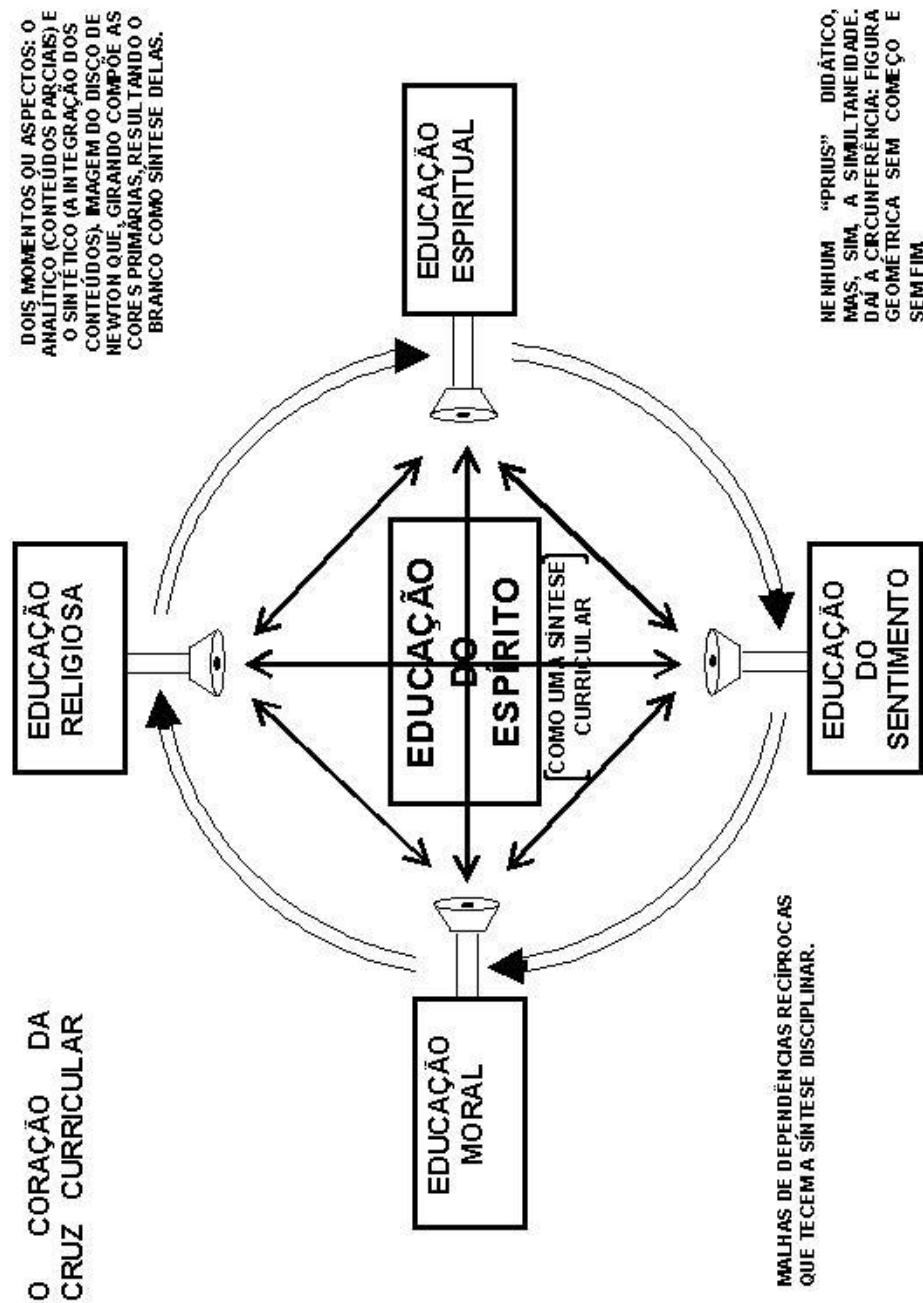 O CORAÇÃO DA
CRUZ CURRICULAR
DOIS MOMENTOS OU ASPECTOS: O
ANALÍTICO (CONTEÚDOS PARCIAIS) E
O SINTÉTICO (A INTEGRAÇÃO DOS
CONTEÚDOS). IMAGEM DO DISCO DE
NEWTON QUE, GIRANDO COMPÕE AS
CORES PRIMÁRIAS, RESULTANDO O
BRANCO COMO SÍNTESE DELAS.
EDUCAÇÃO
RELIGIOSA
EDUCAÇÃO
MORAL
EDUCAÇÃO
DO
ESPÍRITO
COMO UMA SÍNTESE
CURRICULAR
EDUCAÇÃO
ESPIRITUAL
EDUCAÇÃO
DO
SENTIMENTO
MALHAS DE DEPENDÊNCIAS RECÍPROCAS
QUE TECEM A SÍNTESE DISCIPLINAR.
NENHUM "PRIUS" DIDÁTICO,
MAS, SIM, A SIMULTANEIDADE.
DAÍ A CIRCUNFERÊNCIA: FIGURA
GEOMÉTRICA SEM COMEÇO E
SEM FIM.